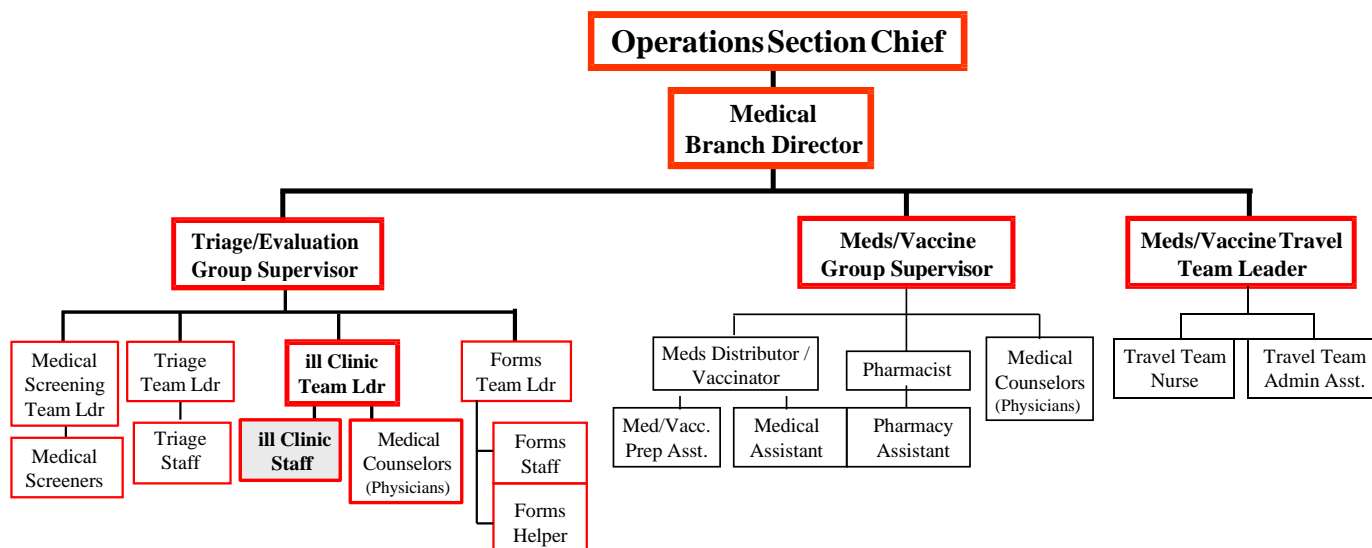 Operations Section Chief
Medical
Branch Director
Triage/Evaluation
Group Supervisor
Meds/Vaccine
Group Supervisor
Meds/Vaccine Travel
Team Leader
Medical
Screening
Team Ldr
Triage
Team Ldr
ill Clinic
Team Ldr
Forms
Team Ldr
Meds Distributor /
Vaccinator
Pharmacist
Medical
Counselors
(Physicians)
Travel Team
Nurse
Travel Team
Admin Asst.
Medical
Screeners
Triage
Staff
ill Clinic
Staff
Medical
Counselors
(Physicians)
Forms
Staff
Forms
Helper
Med/Vacc.
Prep Asst.
Medical
Assistant
Pharmacy
Assistant